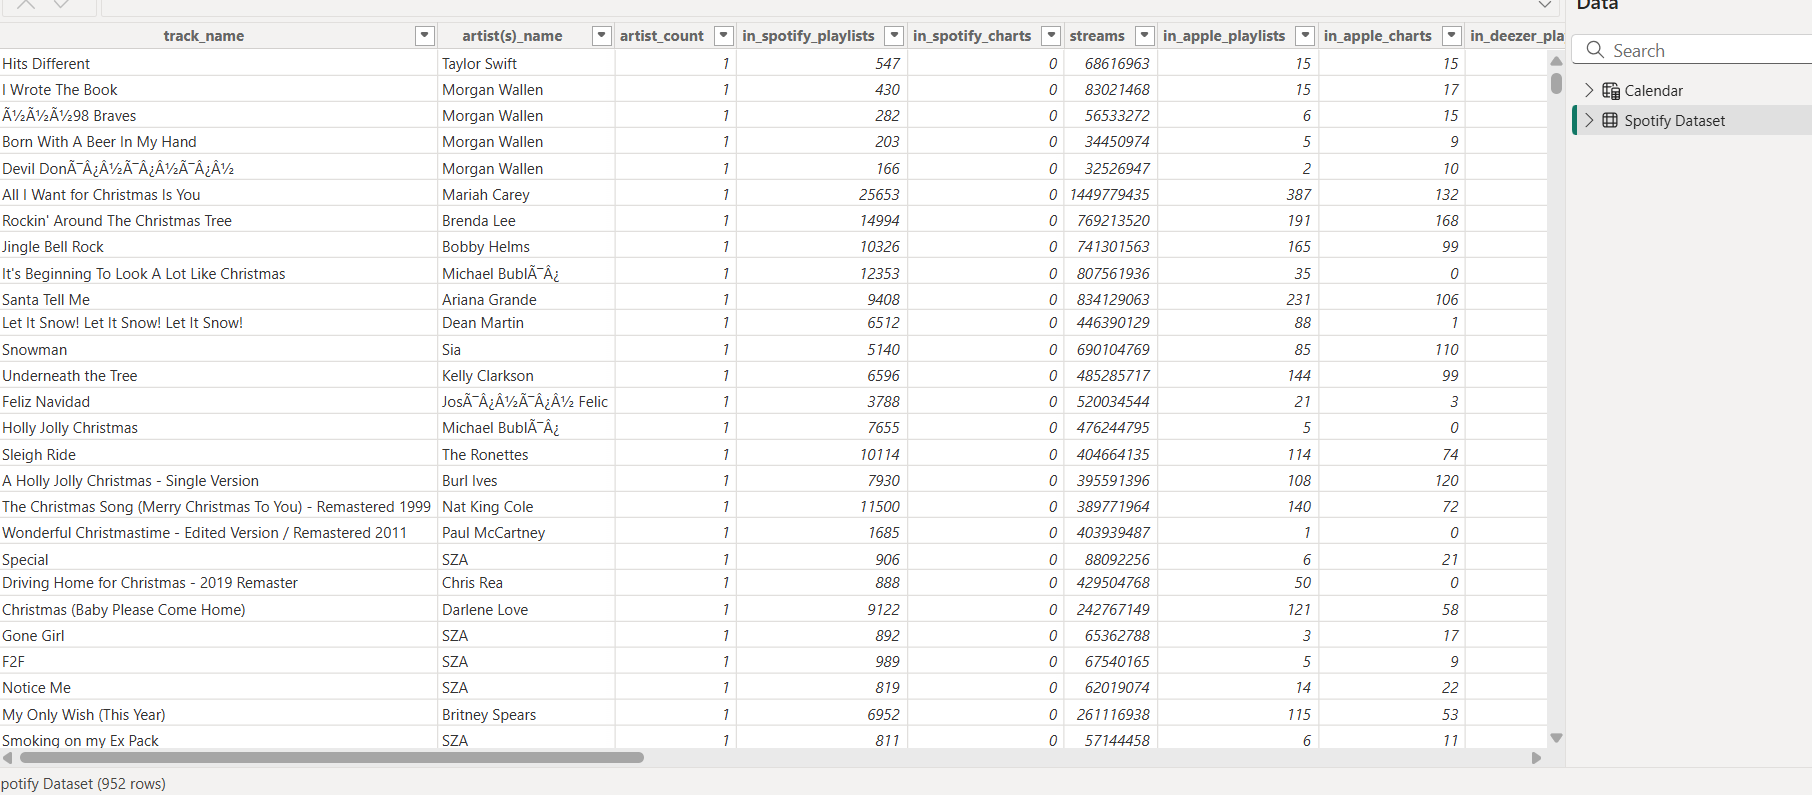 Data
track_name artist(s)_name artist_count in_spotify_playlists in_spotify_charts streams in_apple_playlists in_apple_charts in_deezer_pla
Search
Hits Different Taylor Swift 1 547 0 68616963 15 15
I Wrote The Book Morgan Wallen 1 430 0 83021468 15 17
Calendar
Ã½Ã½Ã½98 Braves Morgan Wallen 1 282 0 56533272 6 15
Spotify Dataset
Born With A Beer In My Hand Morgan Wallen 1 203 0 34450974 5 9
Devil DonÃ¯Â¿Â½Ã¯Â¿Â½Ã¯Â¿Â½ Morgan Wallen 1 166 0 32526947 2 10
All I Want for Christmas Is You Mariah Carey 1 25653 0 1449779435 387 132
Rockin' Around The Christmas Tree Brenda Lee 1 14994 0 769213520 191 168
Jingle Bell Rock Bobby Helms 1 10326 0 741301563 165 99
It's Beginning To Look A Lot Like Christmas Michael BublÃ¯Â¿ 1 12353 0 807561936 35 0
Santa Tell Me Ariana Grande 1 9408 0 834129063 231 106
Let It Snow! Let It Snow! Let It Snow! Dean Martin 1 6512 0 446390129 88 1
Snowman Sia 1 5140 0 690104769 85 110
Underneath the Tree Kelly Clarkson 1 6596 0 485285717 144 99
Feliz Navidad JosÃ¯Â¿Â½Ã¯Â¿Â½ Felic 1 3788 0 520034544 21 3
Holly Jolly Christmas Michael BublÃ¯Â¿ 1 7655 0 476244795 5 0
Sleigh Ride The Ronettes 1 10114 0 404664135 114 74
A Holly Jolly Christmas - Single Version Burl Ives 1 7930 0 395591396 108 120
The Christmas Song (Merry Christmas To You) - Remastered 1999 Nat King Cole 1 11500 0 389771964 140 72
Wonderful Christmastime - Edited Version / Remastered 2011 Paul McCartney 1 1685 0 403939487 1 0
Special SZA 1 906 0 88092256 6 21
Driving Home for Christmas - 2019 Remaster Chris Rea 1 888 0 429504768 50 0
Christmas (Baby Please Come Home) Darlene Love 1 9122 0 242767149 121 58
Gone Girl SZA 1 892 0 65362788 3 17
F2F SZA 1 989 0 67540165 5 9
Notice Me SZA 1 819 0 62019074 14 22
My Only Wish (This Year) Britney Spears 1 6952 0 261116938 115 53
Smoking on my Ex Pack SZA 1 811 0 57144458 6 11
potify Dataset (952 rows)